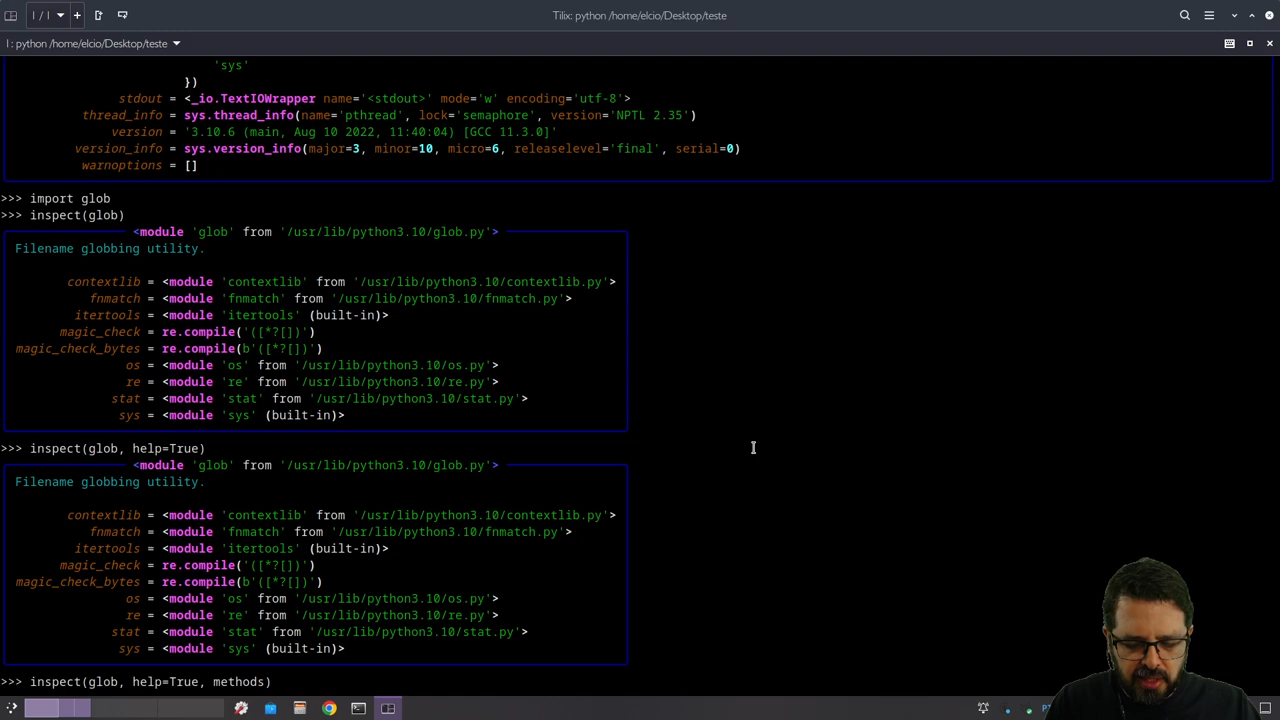 1 / 1
Tilix: python /home/elcio/Desktop/teste
1: python /home/elcio/Desktop/teste
'sys'
})
stdout = <_io.TextIOWrapper name='<stdout>' mode='w' encoding='utf-8'>
thread_info = sys.thread_info(name='pthread', lock='semaphore', version='NPTL 2.35')
version = '3.10.6 (main, Aug 10 2022, 11:40:04) [GCC 11.3.0]'
version_info = sys.version_info(major=3, minor=10, micro=6, releaselevel='final', serial=0)
warnoptions = []
>>> import glob
>>> inspect(glob)
<module 'glob' from '/usr/lib/python3.10/glob.py'>
Filename globbing utility.
contextlib = <module 'contextlib' from '/usr/lib/python3.10/contextlib.py'>
fnmatch = <module 'fnmatch' from '/usr/lib/python3.10/fnmatch.py'>
itertools = <module 'itertools' (built-in)>
magic_check = re.compile('([*?[])')
magic_check_bytes = re.compile(b'([*?[])')
os = <module 'os' from '/usr/lib/python3.10/os.py'>
re = <module 're' from '/usr/lib/python3.10/re.py'>
stat = <module 'stat' from '/usr/lib/python3.10/stat.py'>
sys = <module 'sys' (built-in)>
>>> inspect(glob, help=True)
<module 'glob' from '/usr/lib/python3.10/glob.py'>
Filename globbing utility.
contextlib = <module 'contextlib' from '/usr/lib/python3.10/contextlib.py'>
fnmatch = <module 'fnmatch' from '/usr/lib/python3.10/fnmatch.py'>
itertools = <module 'itertools' (built-in)>
magic_check = re.compile('([*?[])')
magic_check_bytes = re.compile(b'([*?[])')
os = <module 'os' from '/usr/lib/python3.10/os.py'>
re = <module 're' from '/usr/lib/python3.10/re.py'>
stat = <module 'stat' from '/usr/lib/python3.10/stat.py'>
sys = <module 'sys' (built-in)>
>>> inspect(glob, help=True, methods)